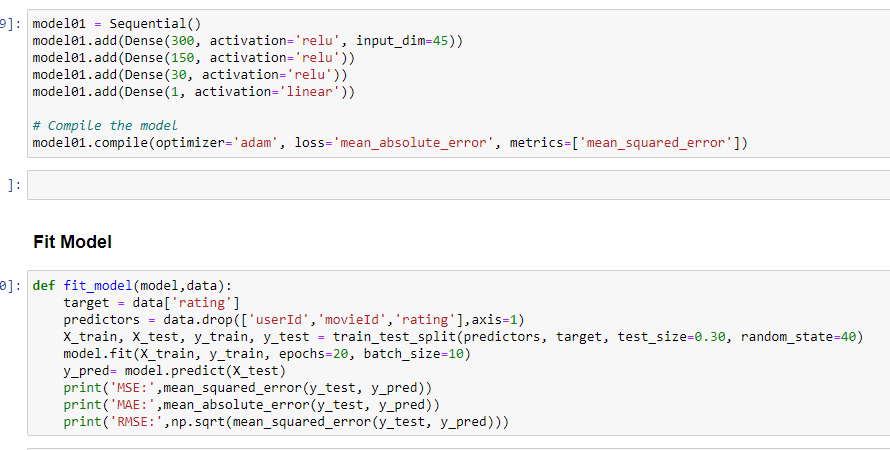 9]: model01 = Sequential()
model01.add(Dense(300, activation='relu', input_dim=45))
model01.add(Dense(150, activation='relu'))
model01.add(Dense(30, activation='relu'))
model01.add(Dense(1, activation='linear'))
# Compile the model
model01.compile(optimizer='adam', loss='mean_absolute_error', metrics=['mean_squared_error'])
]:
Fit Model
0]: def fit_model(model,data):
target = data['rating']
predictors = data.drop(['userId','movieId','rating'],axis=1)
X_train, X_test, y_train, y_test = train_test_split(predictors, target, test_size=0.30, random_state=40)
model.fit(X_train, y_train, epochs=20, batch_size=10)
y_pred= model.predict(X_test)
print('MSE:',mean_squared_error(y_test, y_pred))
print('MAE:',mean_absolute_error(y_test, y_pred))
print('RMSE:',np.sqrt(mean_squared_error(y_test, y_pred)))